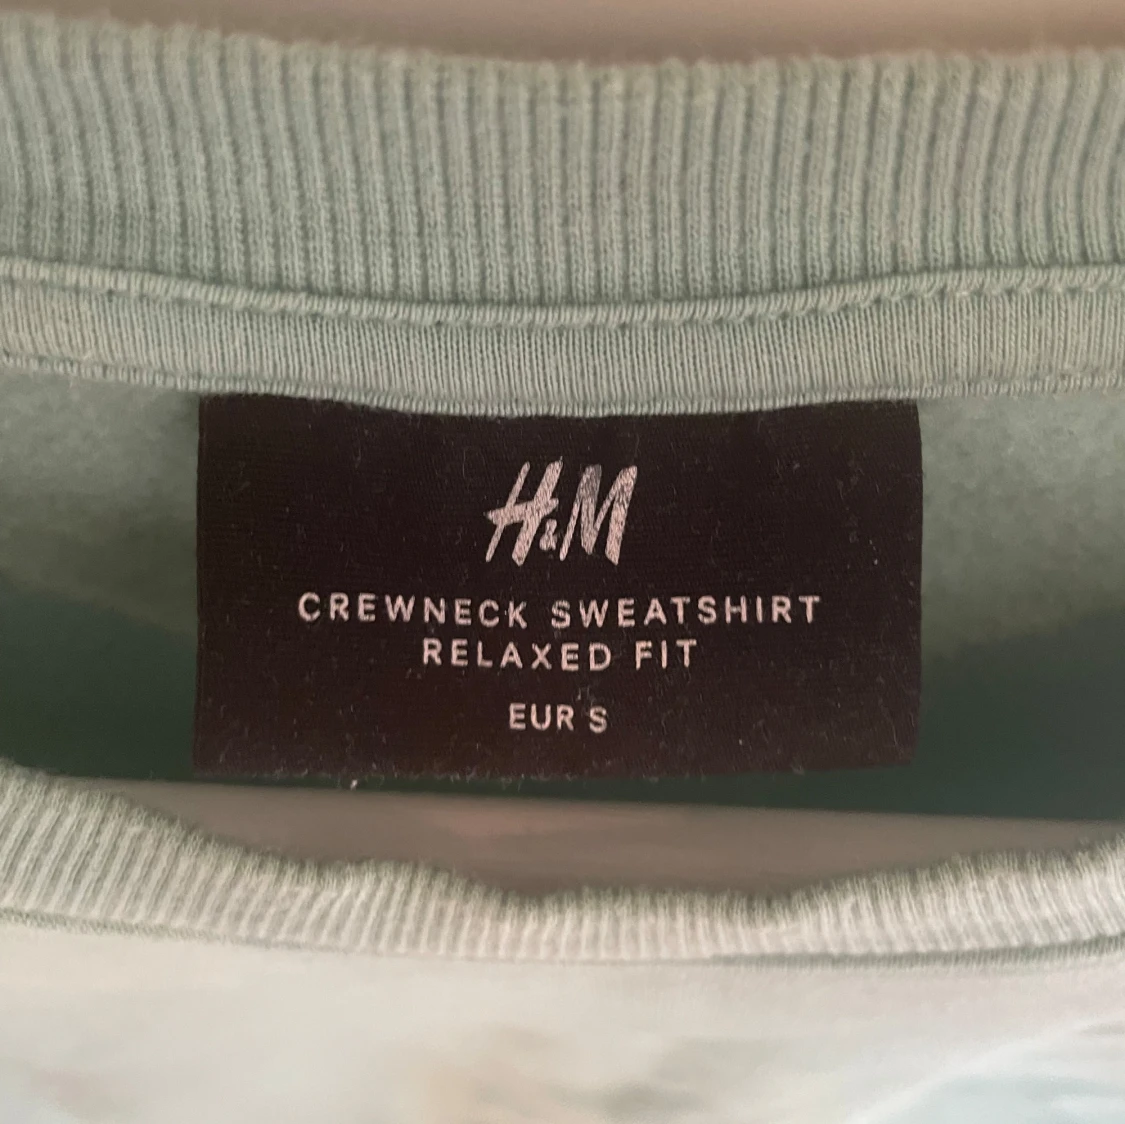 H&M
CREWNECK SWEATSHIRT
RELAXED FIT
EUR S